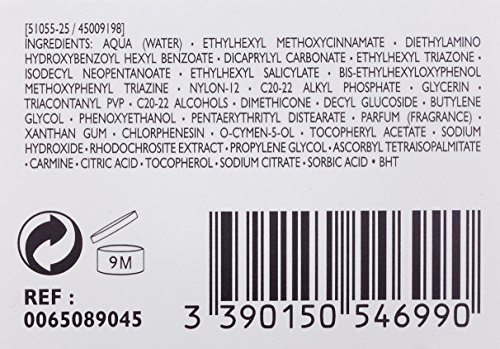 [51055-25 / 45009198]
INGREDIENTS: AQUA (WATER) • ETHYLHEXYL METHOXYCINNAMATE • DIETHYLAMINO
HYDROXYBENZOYL HEXYL BENZOATE • DICAPRYLYL CARBONATE • ETHYLHEXYL TRIAZONE •
ISODECYL NEOPENTANOATE • ETHYLHEXYL SALICYLATE • BIS-ETHYLHEXYLOXYPHENOL
METHOXYPHENYL TRIAZINE • NYLON-12 • C20-22 ALKYL PHOSPHATE • GLYCERIN •
TRIACONTANYL PVP • C20-22 ALCOHOLS • DIMETHICONE • DECYL GLUCOSIDE • BUTYLENE
GLYCOL • PHENOXYETHANOL • PENTAERYTHRITYL DISTEARATE • PARFUM (FRAGRANCE) •
XANTHAN GUM • CHLORPHENESIN • O-CYMEN-5-OL • TOCOPHERYL ACETATE • SODIUM
HYDROXIDE • RHODOCHROSITE EXTRACT • PROPYLENE GLYCOL • ASCORBYL TETRAISOPALMITATE
• CARMINE • CITRIC ACID • TOCOPHEROL • SODIUM CITRATE • SORBIC ACID • BHT
9M
REF :
0065089045
3 390150 546990